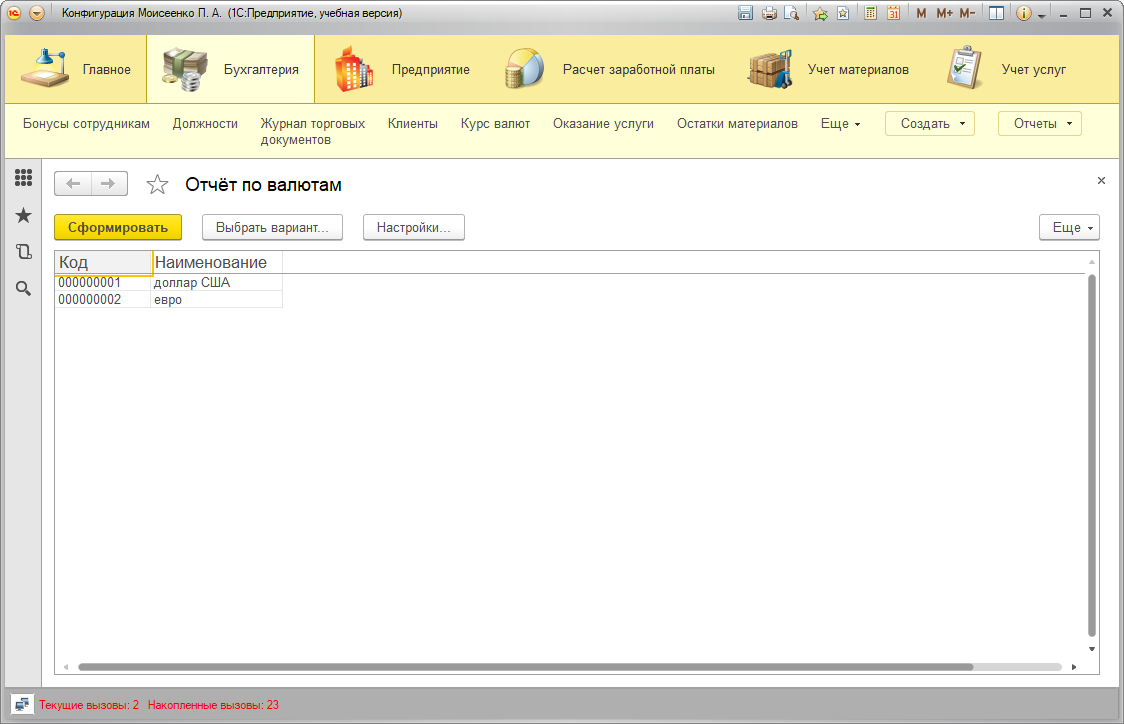 Конфигурация Моисеенко П. А. (1С:Предприятие, учебная версия)
M M+ M-
31
Главное
Бухгалтерия
Предприятие
Расчет заработной платы
Учет материалов
Учет услуг
Бонусы сотрудникам
Должности
Журнал торговых
документов
Клиенты
Курс валют
Оказание услуги
Остатки материалов
Еще
Создать
Отчеты
Отчёт по валютам
Сформировать
Выбрать вариант...
Настройки...
Еще
Код Наименование
000000001 доллар США
000000002 евро
Текущие вызовы: 2 Накопленные вызовы: 23